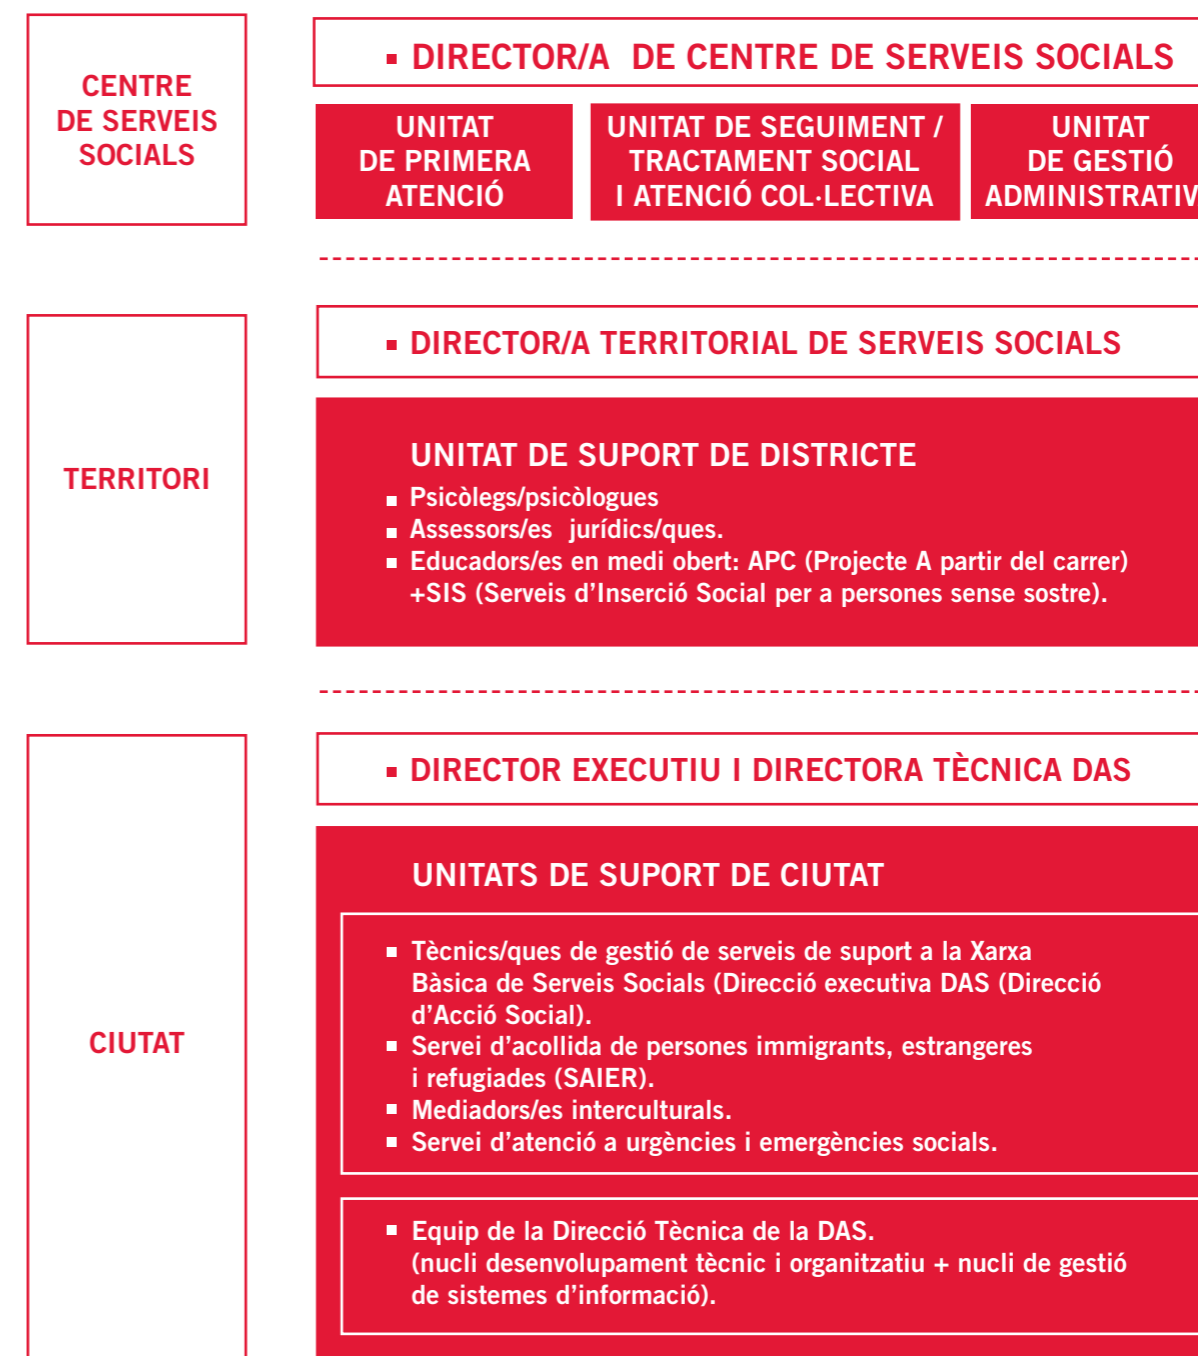 CENTRE
DE SERVEIS
SOCIALS
▪ DIRECTOR/A DE CENTRE DE SERVEIS SOCIALS
UNITAT
DE PRIMERA
ATENCIÓ
UNITAT DE SEGUIMENT /
TRACTAMENT SOCIAL
I ATENCIÓ COL·LECTIVA
UNITAT
DE GESTIÓ
ADMINISTRATIV
TERRITORI
▪ DIRECTOR/A TERRITORIAL DE SERVEIS SOCIALS
UNITAT DE SUPORT DE DISTRICTE
▪ Psicòlegs/psicòlogues
▪ Assessors/es jurídics/ques.
▪ Educadors/es en medi obert: APC (Projecte A partir del carrer)
+SIS (Serveis d’Inserció Social per a persones sense sostre).
CIUTAT
▪ DIRECTOR EXECUTIU I DIRECTORA TÈCNICA DAS
UNITATS DE SUPORT DE CIUTAT
▪ Tècnics/ques de gestió de serveis de suport a la Xarxa
Bàsica de Serveis Socials (Direcció executiva DAS (Direcció
d’Acció Social).
▪ Servei d’acollida de persones immigrants, estrangeres
i refugiades (SAIER).
▪ Mediadors/es interculturals.
▪ Servei d’atenció a urgències i emergències socials.
▪ Equip de la Direcció Tècnica de la DAS.
(nucli desenvolupament tècnic i organitzatiu + nucli de gestió
de sistemes d’informació).